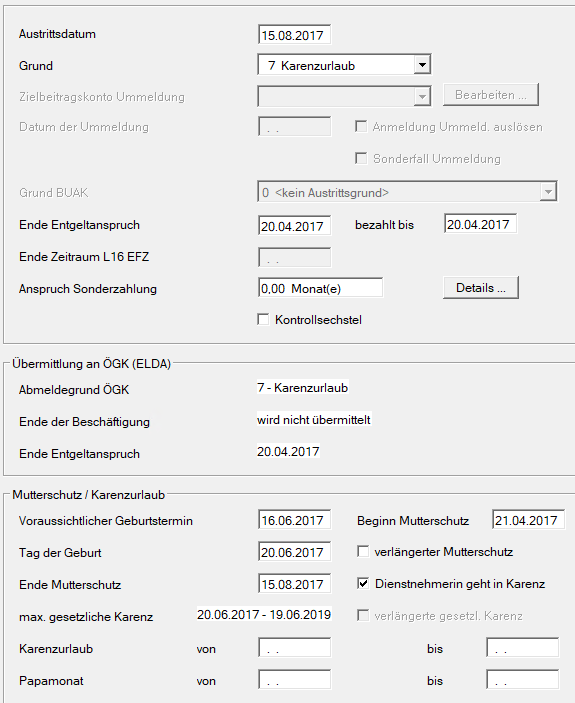 Austrittsdatum 15.08.2017
Grund 7 Karenzurlaub
Zielbeitragskonto Ummeldung Bearbeiten ...
Datum der Ummeldung . . Anmeldung Ummeld. auslösen
Sonderfall Ummeldung
Grund BUAK 0 <kein Austrittsgrund>
Ende Entgeltanspruch 20.04.2017 bezahlt bis 20.04.2017
Ende Zeitraum L16 EFZ . .
Anspruch Sonderzahlung 0,00 Monat(e) Details ...
Kontrollsechstel
Übermittlung an ÖGK (ELDA)
Abmeldegrund ÖGK 7 - Karenzurlaub
Ende der Beschäftigung wird nicht übermittelt
Ende Entgeltanspruch 20.04.2017
Mutterschutz / Karenzurlaub
Voraussichtlicher Geburtstermin 16.06.2017 Beginn Mutterschutz 21.04.2017
Tag der Geburt 20.06.2017 verlängerter Mutterschutz
Ende Mutterschutz 15.08.2017 Dienstnehmerin geht in Karenz
max. gesetzliche Karenz 20.06.2017 - 19.06.2019 verlängerte gesetzl. Karenz
Karenzurlaub von . . bis . .
Papamonat von . . bis . .